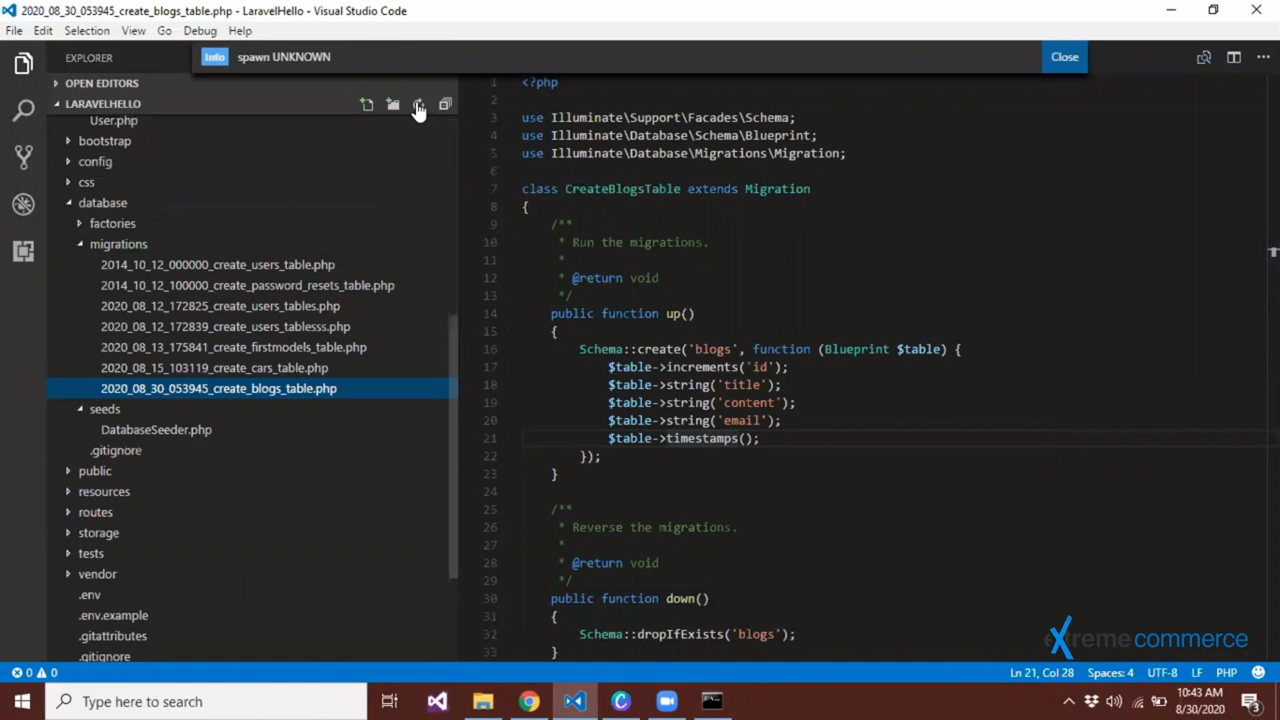 2020_08_30_053945_create_blogs_table.php - LaravelHello - Visual Studio Code
File Edit Selection View Go Debug Help
EXPLORER
Info spawn UNKNOWN Close
OPEN EDITORS
LARAVELHELLO
User.php
bootstrap
config
css
database
factories
migrations
2014_10_12_000000_create_users_table.php
2014_10_12_100000_create_password_resets_table.php
2020_08_12_172825_create_users_tables.php
2020_08_12_172839_create_users_tablesss.php
2020_08_13_175841_create_firstmodels_table.php
2020_08_15_103119_create_cars_table.php
2020_08_30_053945_create_blogs_table.php
seeds
DatabaseSeeder.php
.gitignore
public
resources
routes
storage
tests
vendor
.env
.env.example
.gitattributes
.gitignore
1 <?php
2
3 use Illuminate\Support\Facades\Schema;
4 use Illuminate\Database\Schema\Blueprint;
5 use Illuminate\Database\Migrations\Migration;
6
7 class CreateBlogsTable extends Migration
8 {
9 /**
10 * Run the migrations.
11 *
12 * @return void
13 */
14 public function up()
15 {
16 Schema::create('blogs', function (Blueprint $table) {
17 $table->increments('id');
18 $table->string('title');
19 $table->string('content');
20 $table->string('email');
21 $table->timestamps();
22 });
23 }
24
25 /**
26 * Reverse the migrations.
27 *
28 * @return void
29 */
30 public function down()
31 {
32 Schema::dropIfExists('blogs');
33 }
extreme commerce
0 0 Ln 21, Col 28 Spaces: 4 UTF-8 LF PHP
Type here to search
10:43 AM
8/30/2020
3